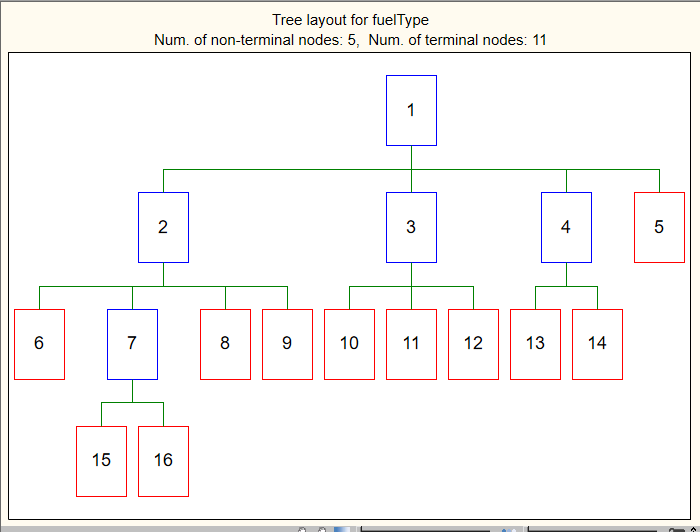 Tree layout for fuelType
Num. of non-terminal nodes: 5,  Num. of terminal nodes: 11
1
2 3 4 5
6 7 8 9 10 11 12 13 14
15 16